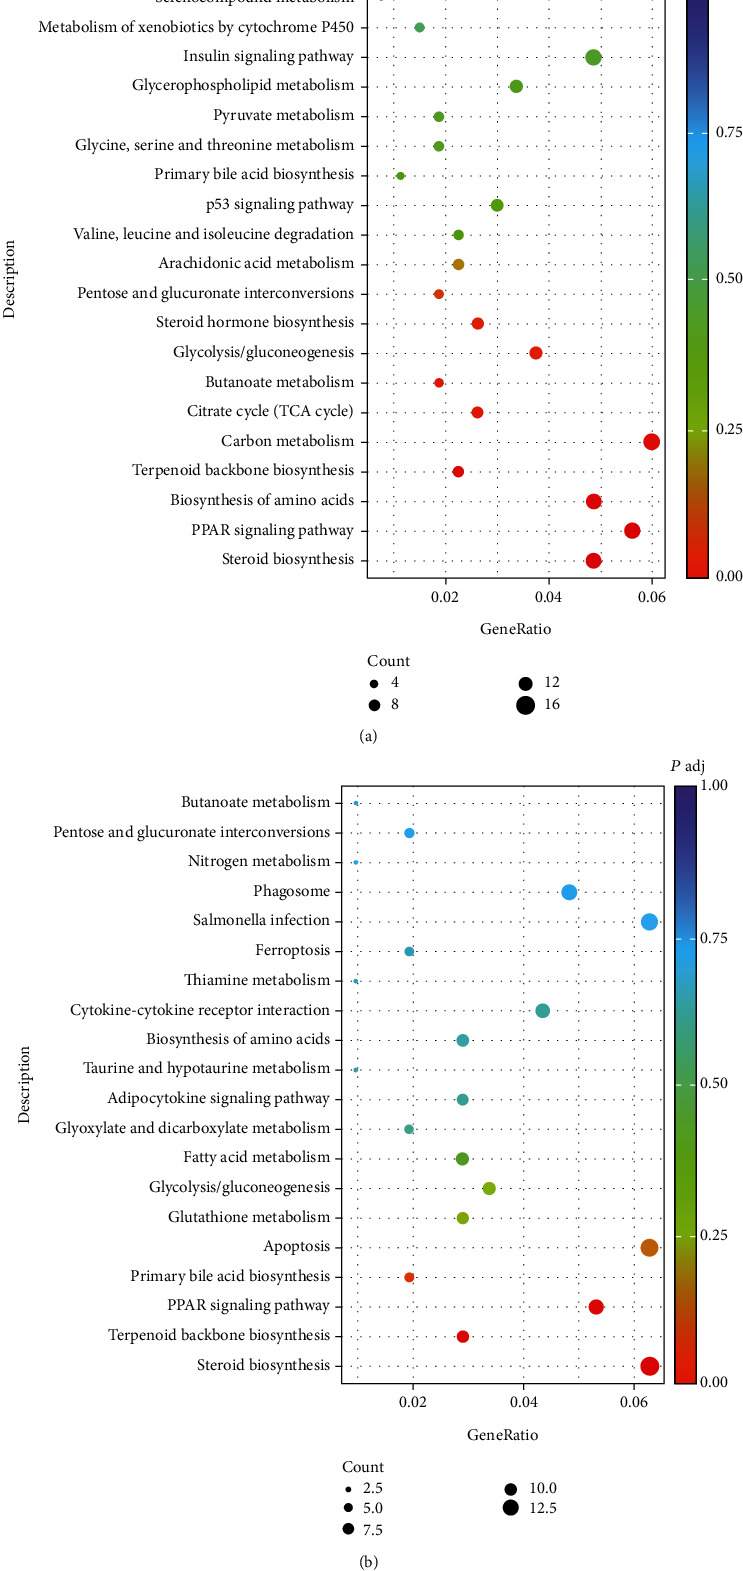 Selenocompound metabolism
Metabolism of xenobiotics by cytochrome P450
Insulin signaling pathway
Glycerophospholipid metabolism
Pyruvate metabolism
Glycine, serine and threonine metabolism
Primary bile acid biosynthesis
p53 signaling pathway
Valine, leucine and isoleucine degradation
Arachidonic acid metabolism
Pentose and glucuronate interconversions
Steroid hormone biosynthesis
Glycolysis/gluconeogenesis
Butanoate metabolism
Citrate cycle (TCA cycle)
Carbon metabolism
Terpenoid backbone biosynthesis
Biosynthesis of amino acids
PPAR signaling pathway
Steroid biosynthesis
Description
0.75
0.50
0.25
0.00
0.02 0.04 0.06
GeneRatio
Count
4 12
8 16
(a)
P adj
Butanoate metabolism
Pentose and glucuronate interconversions
Nitrogen metabolism
Phagosome
Salmonella infection
Ferroptosis
Thiamine metabolism
Cytokine-cytokine receptor interaction
Biosynthesis of amino acids
Taurine and hypotaurine metabolism
Adipocytokine signaling pathway
Glyoxylate and dicarboxylate metabolism
Fatty acid metabolism
Glycolysis/gluconeogenesis
Glutathione metabolism
Apoptosis
Primary bile acid biosynthesis
PPAR signaling pathway
Terpenoid backbone biosynthesis
Steroid biosynthesis
Description
1.00
0.75
0.50
0.25
0.00
0.02 0.04 0.06
GeneRatio
Count
2.5 10.0
5.0 12.5
7.5
(b)